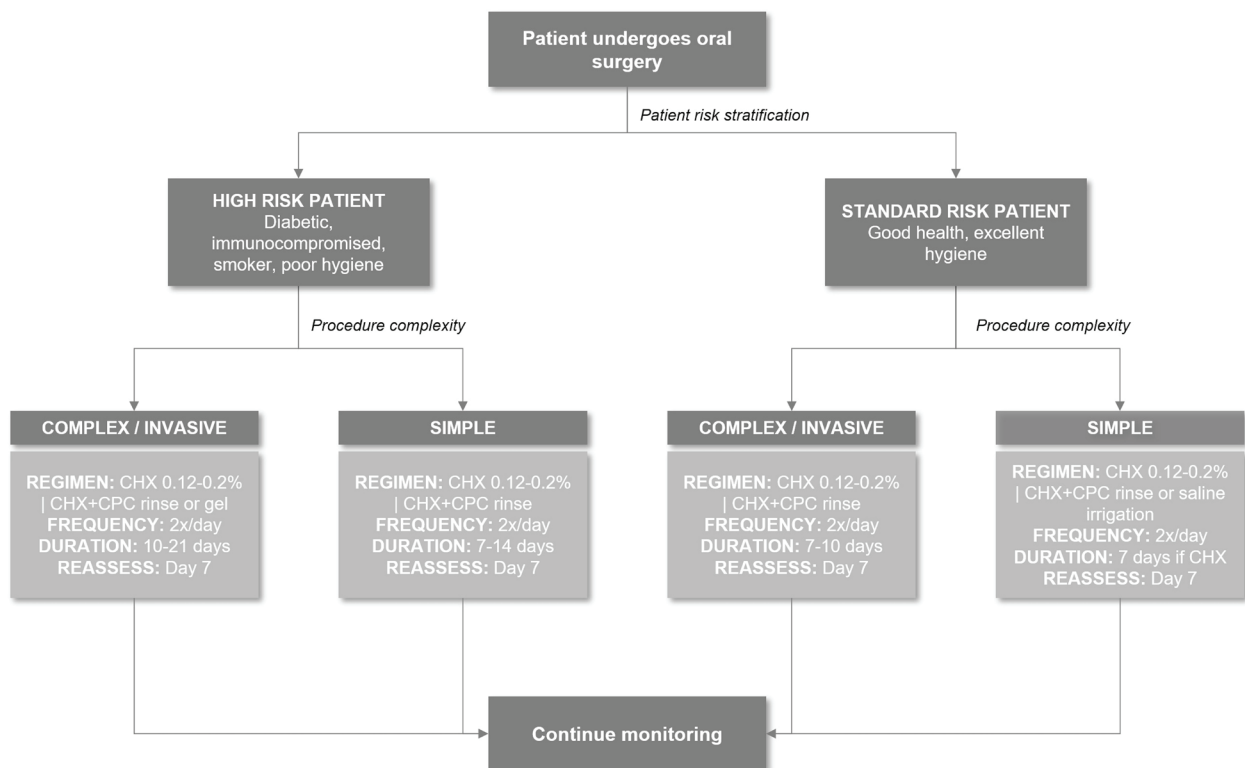 Patient undergoes oral
surgery
Patient risk stratification
HIGH RISK PATIENT
Diabetic,
immunocompromised,
smoker, poor hygiene
STANDARD RISK PATIENT
Good health, excellent
hygiene
Procedure complexity
Procedure complexity
COMPLEX / INVASIVE
REGIMEN: CHX 0.12-0.2%
| CHX+CPC rinse or gel
FREQUENCY: 2x/day
DURATION: 10-21 days
REASSESS: Day 7
SIMPLE
REGIMEN: CHX 0.12-0.2%
| CHX+CPC rinse
FREQUENCY: 2x/day
DURATION: 7-14 days
REASSESS: Day 7
COMPLEX / INVASIVE
REGIMEN: CHX 0.12-0.2%
| CHX+CPC rinse
FREQUENCY: 2x/day
DURATION: 7-10 days
REASSESS: Day 7
SIMPLE
REGIMEN: CHX 0.12-0.2%
| CHX+CPC rinse or saline
irrigation
FREQUENCY: 2x/day
DURATION: 7 days if CHX
REASSESS: Day 7
Continue monitoring